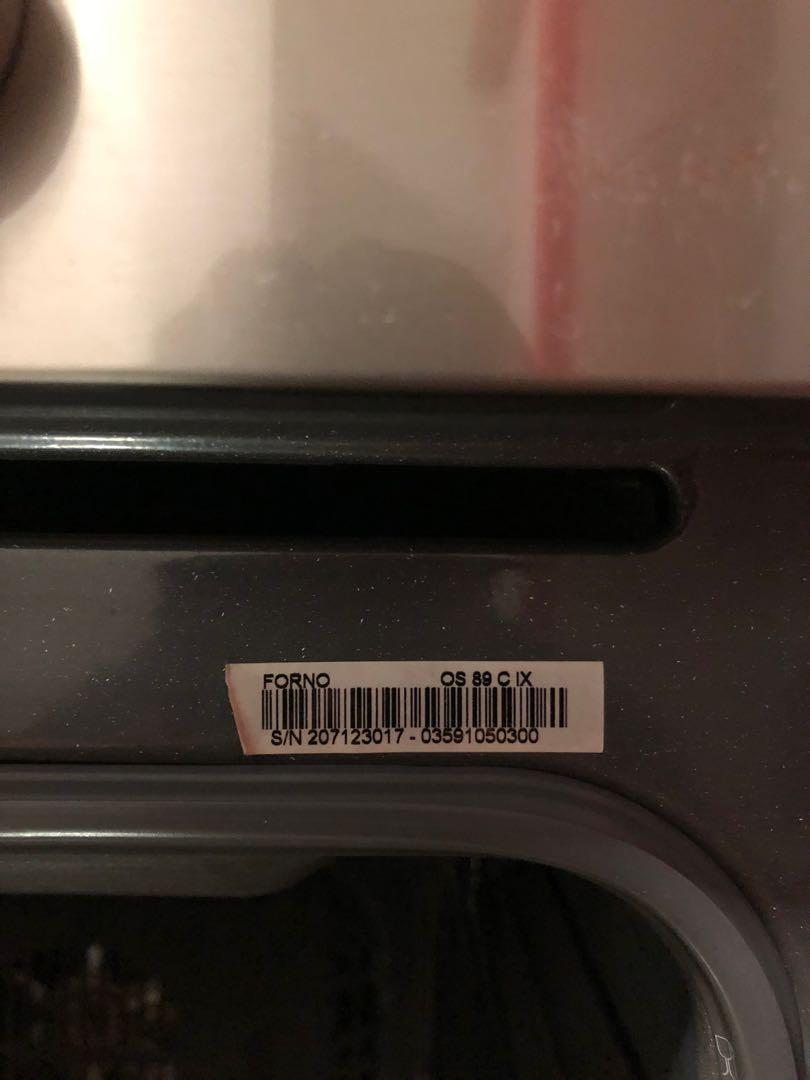 FORNO OS 89 C IX
S/N 207123017 - 03591050300